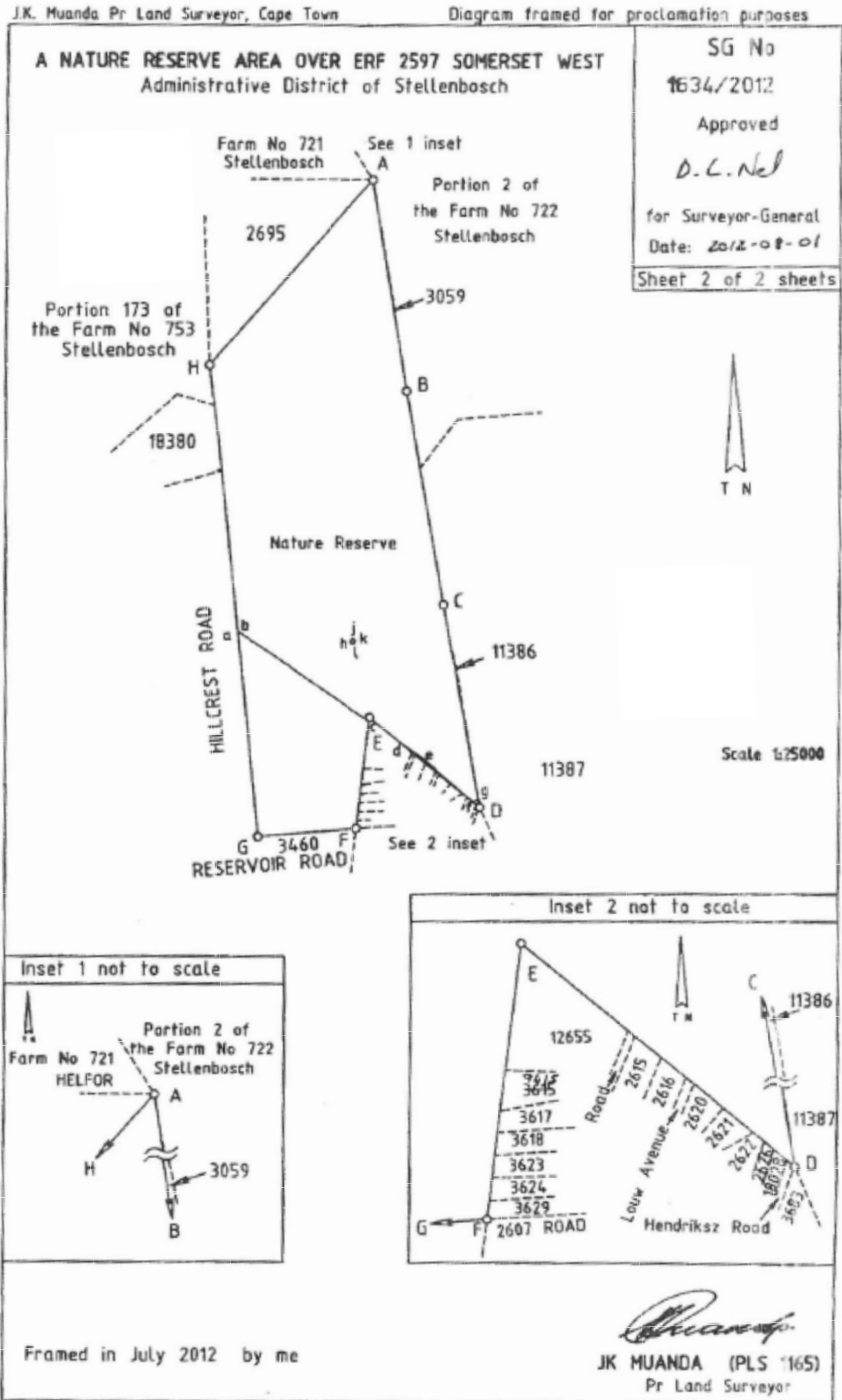 J.K. Muanda Pr Land Surveyor, Cape Town
Diagram framed for proclamation purposes
A NATURE RESERVE AREA OVER ERF 2597 SOMERSET WEST
Administrative District of Stellenbosch
SG No
1634/2012
Approved
D.C. Nel
for Surveyor-General
Date: 2012-08-01
Sheet 2 of 2 sheets
Farm No 721
Stellenbosch
See 1 inset
A
Portion 2 of
the Farm No 722
Stellenbosch
2695
3059
Portion 173 of
the Farm No 753
Stellenbosch
H
B
18380
T N
Nature Reserve
C
HILLCREST ROAD
a b
j
h k
l
11386
E
d e
11387
Scale 1:25000
g
D
G
3460
F
See 2 inset
RESERVOIR ROAD
Inset 1 not to scale
T N
Portion 2 of
the Farm No 722
Stellenbosch
Farm No 721
HELFOR
A
H
3059
B
Inset 2 not to scale
E
T N
C
11386
12655
Road
2615
2616
2620
2621
2622
2626
3615
3617
3618
3623
3624
3629
Louw Avenue
11387
D
3603
Hendriksz Road
G
F
2607 ROAD
Framed in July 2012 by me
JK MUANDA (PLS 1165)
Pr Land Surveyor